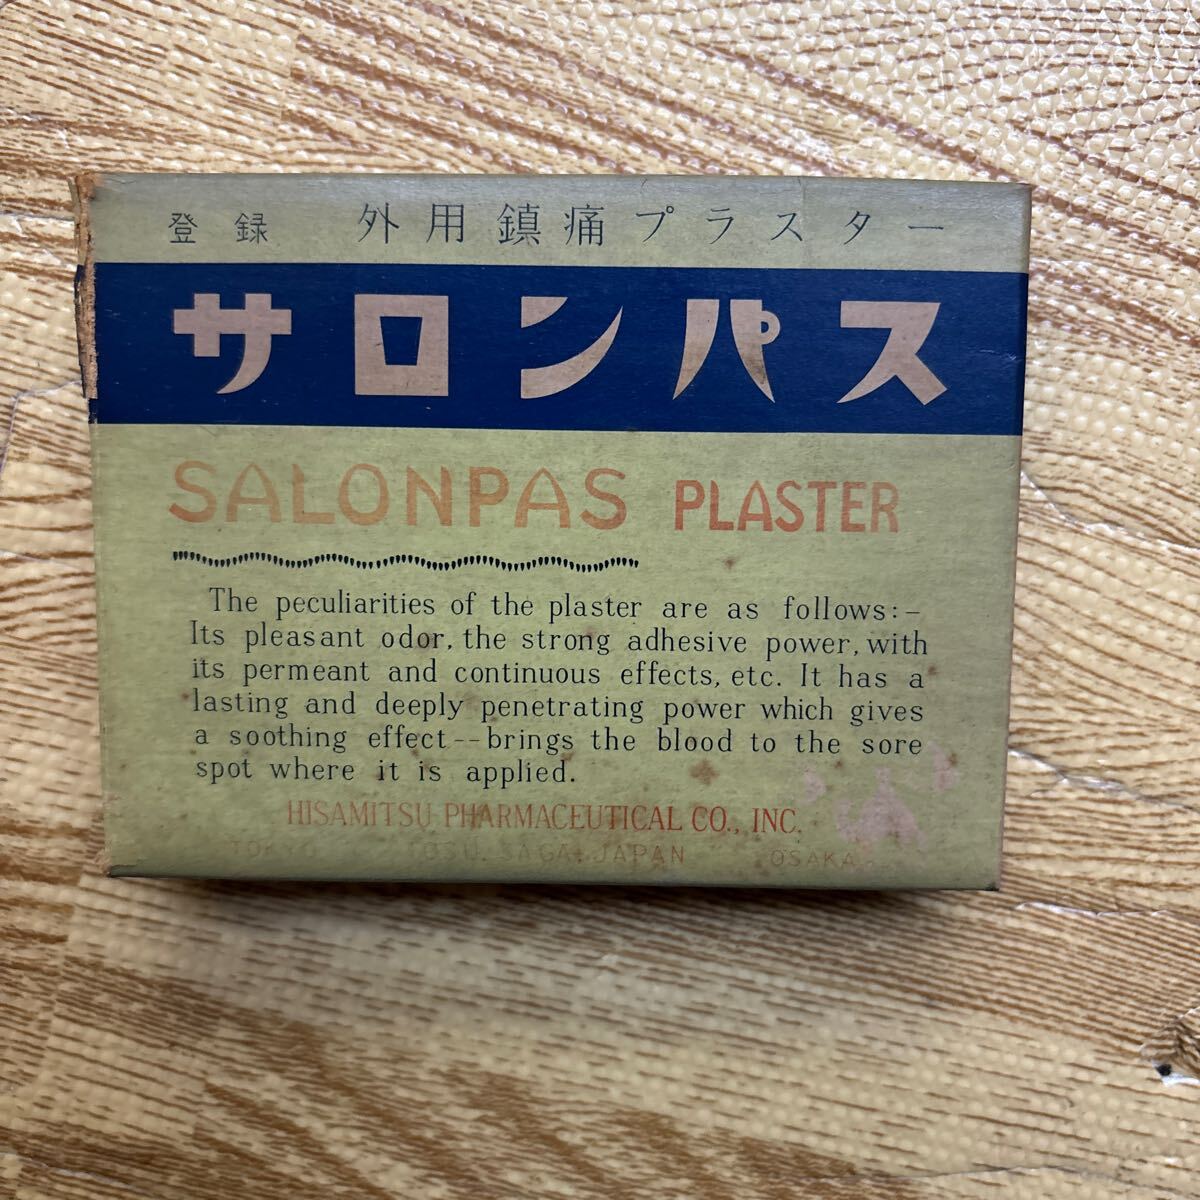 登録 外用鎮痛プラスター
サロンパス
SALONPAS PLASTER
The peculiarities of the plaster are as follows:-
Its pleasant odor, the strong adhesive power, with
its permeant and continuous effects, etc. It has a
lasting and deeply penetrating power which gives
a soothing effect--brings the blood to the sore
spot where it is applied.
HISAMITSU PHARMACEUTICAL CO., INC.
TOSU, SAGA, JAPAN OSAKA